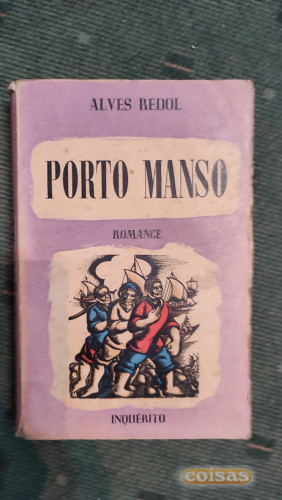 ALVES REDOL
PORTO MANSO
ROMANCE
INQUÉRITO
coisas